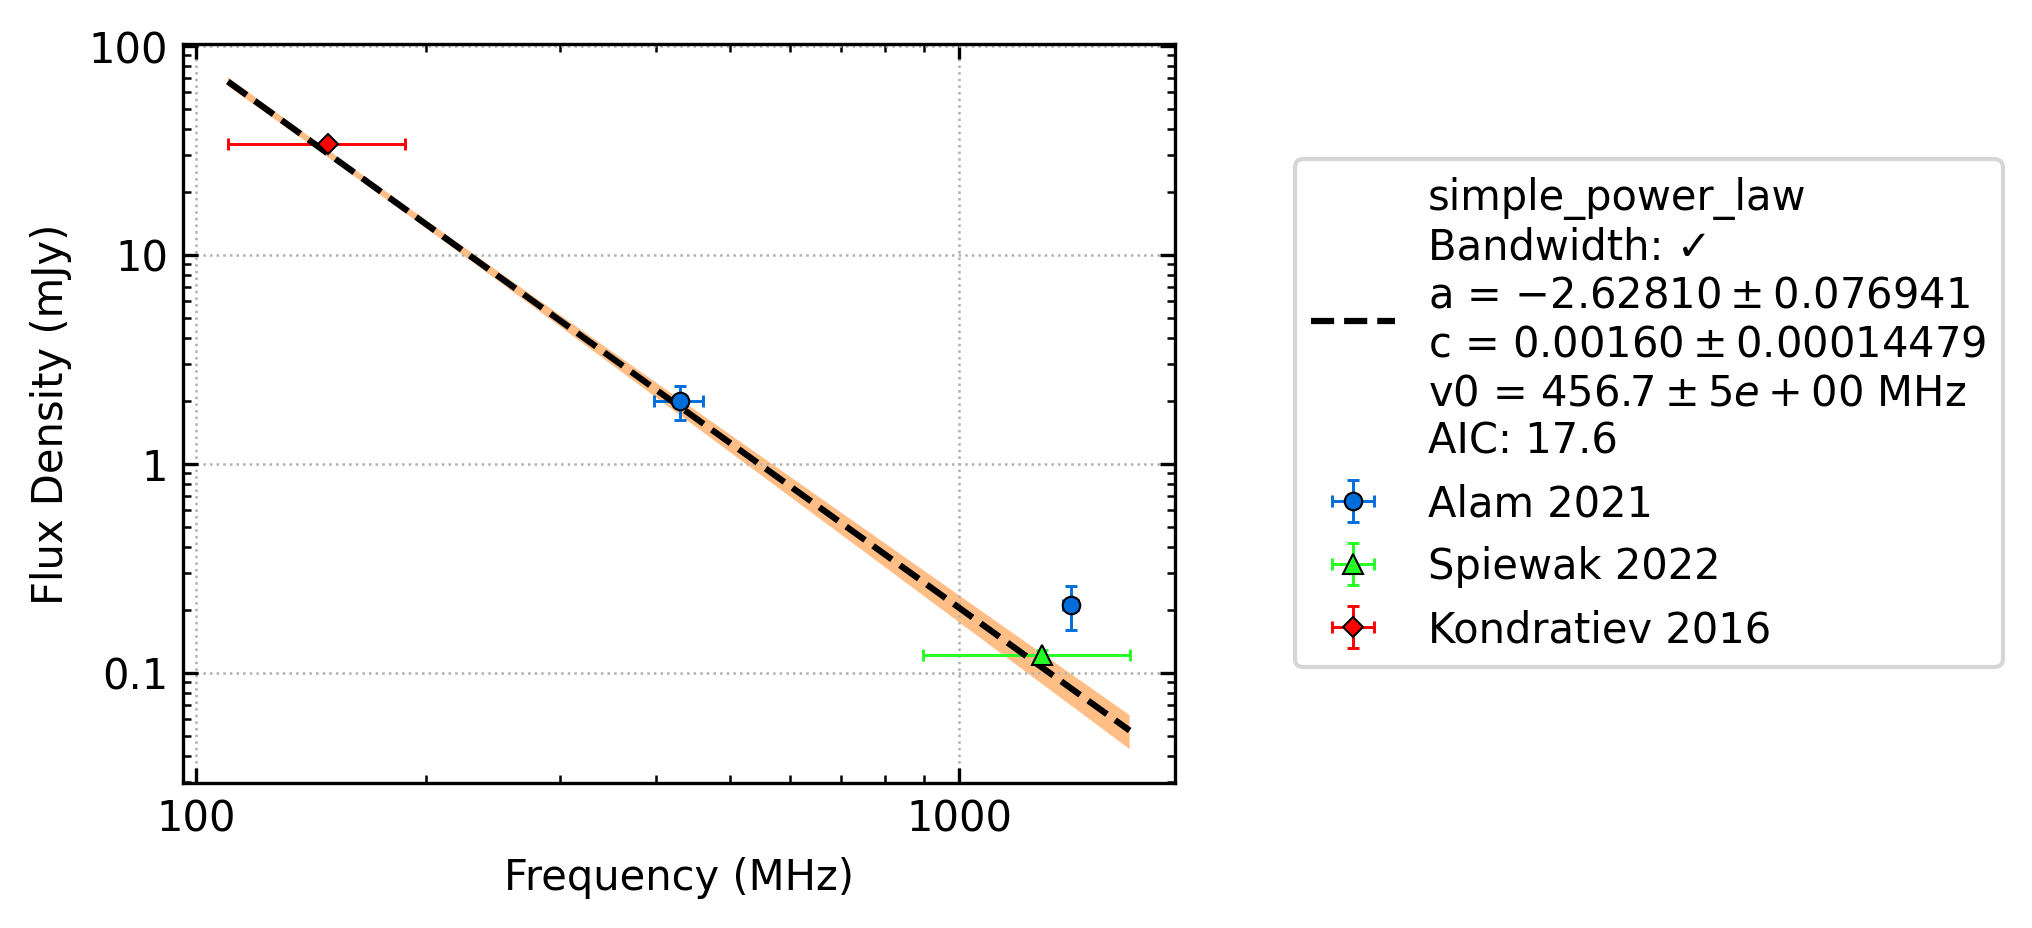 100
10
1
0.1
Flux Density (mJy)
100
1000
Frequency (MHz)
simple_power_law
Bandwidth: ✓
a = −2.62810 ± 0.076941
c = 0.00160 ± 0.00014479
v0 = 456.7 ± 5e + 00 MHz
AIC: 17.6
Alam 2021
Spiewak 2022
Kondratiev 2016